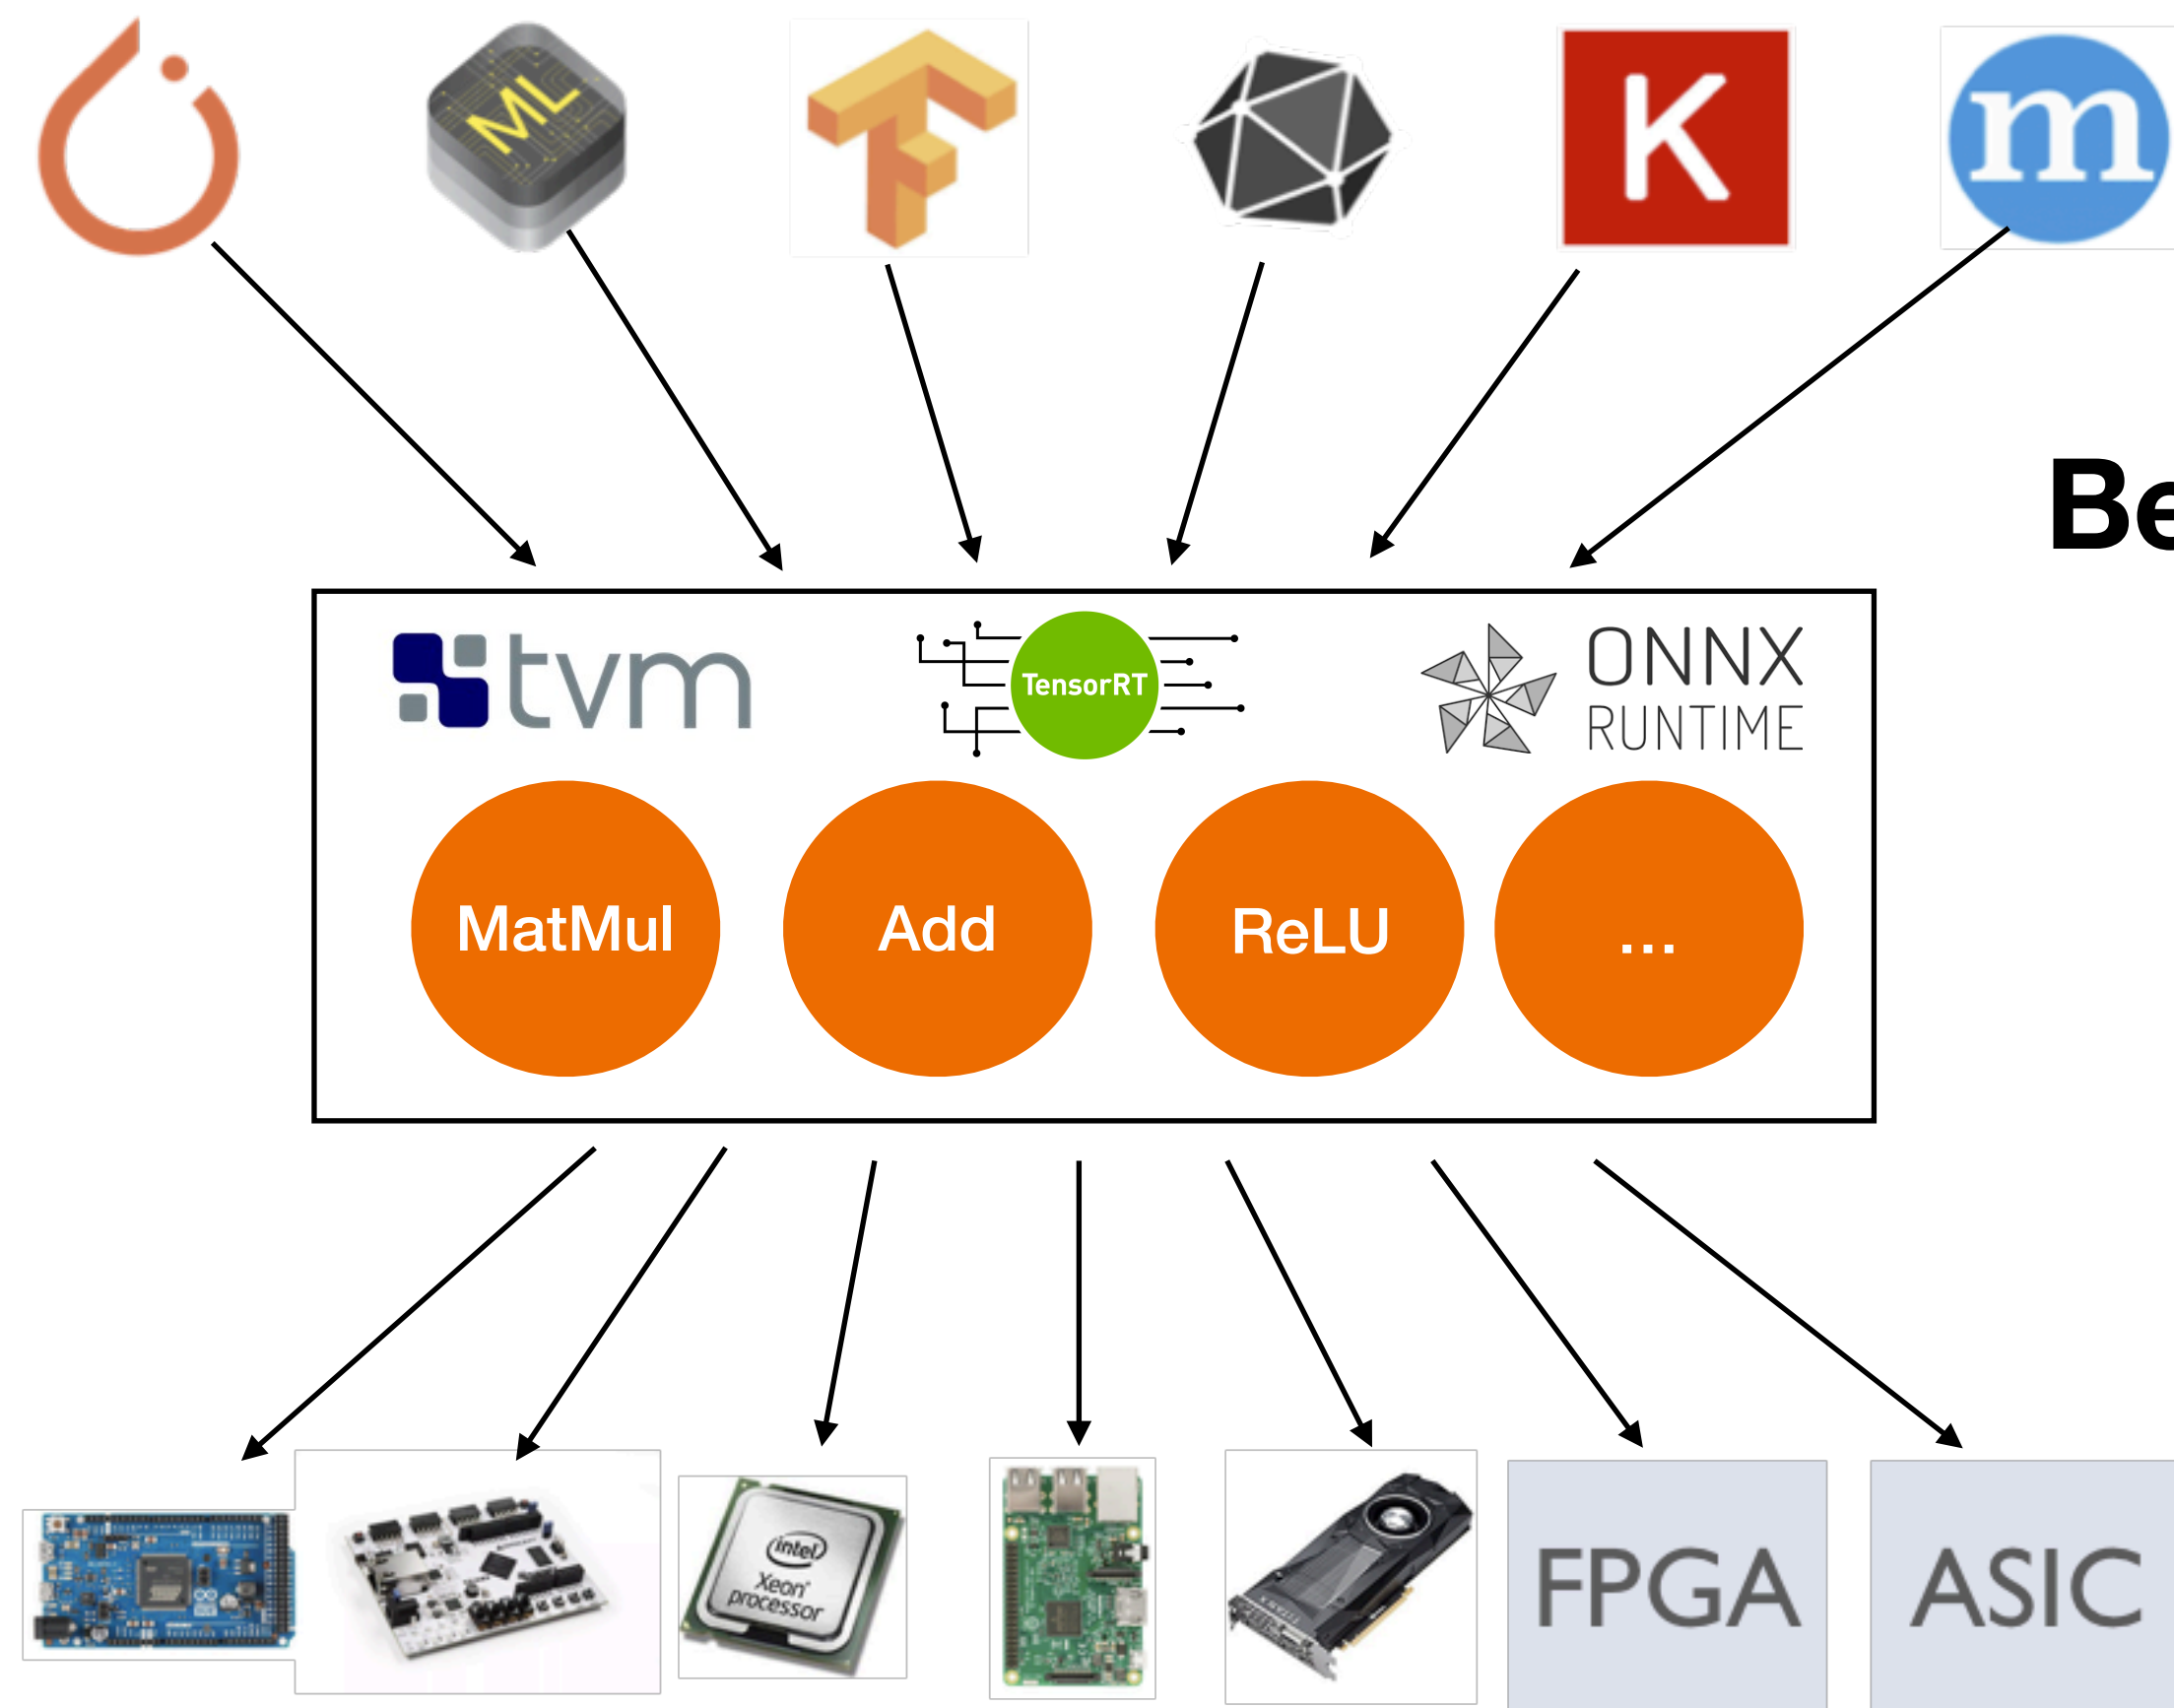 ML
K
m
Be
tvm
TensorRT
ONNX
RUNTIME
MatMul
Add
ReLU
...
intel
Xeon
processor
FPGA
ASIC